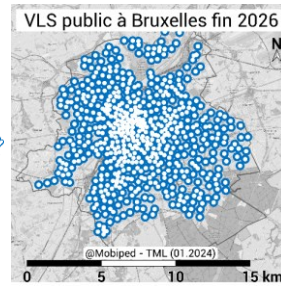 VLS public à Bruxelles fin 2026
N
@Mobiped - TML (01.2024)
0 5 10 15 km